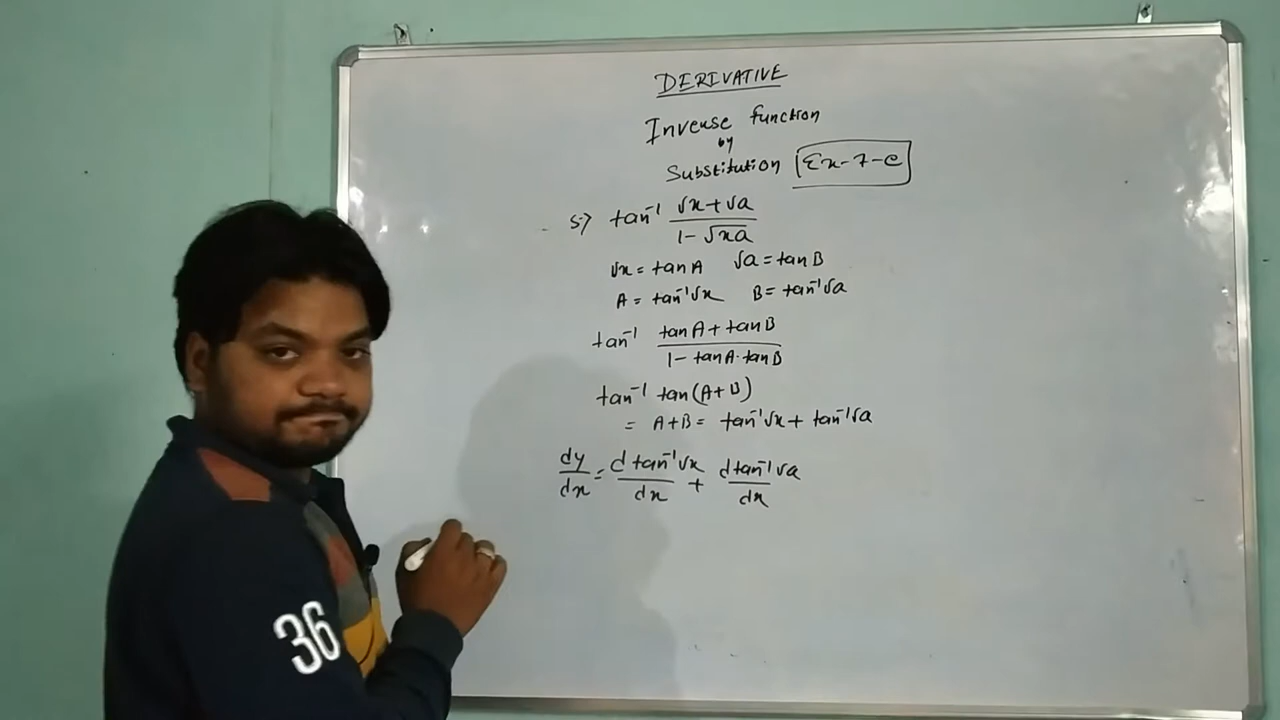 DERIVATIVE
Inverse function
by
Substitution Ex-7-e
5⇒ tan⁻¹ (√x+√a)/(1-√xa)
√x = tan A √a = tan B
A = tan⁻¹√x B = tan⁻¹√a
tan⁻¹ (tan A + tan B)/(1 - tan A · tan B)
tan⁻¹ tan(A+B)
= A+B = tan⁻¹√x + tan⁻¹√a
dy/dx = d tan⁻¹√x/dx + d tan⁻¹√a/dx
36